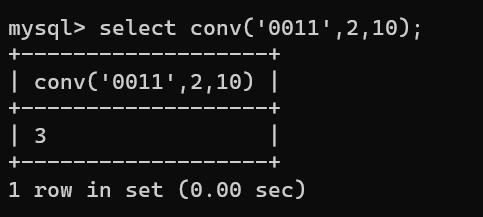 mysql> select conv('0011',2,10);
+-------------------+
| conv('0011',2,10) |
+-------------------+
| 3                 |
+-------------------+
1 row in set (0.00 sec)